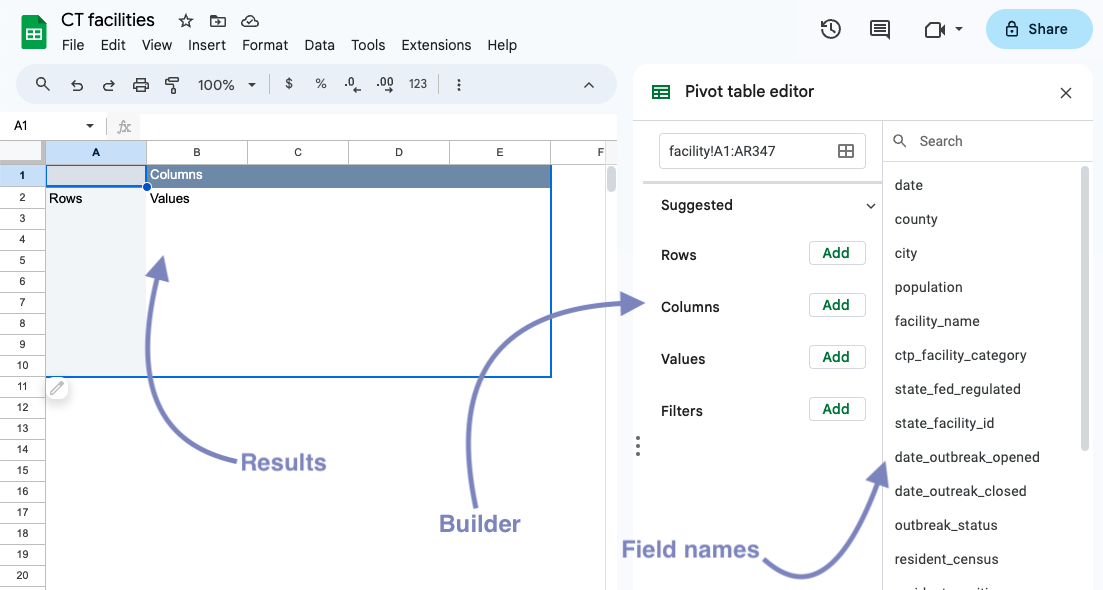 CT facilities
File Edit View Insert Format Data Tools Extensions Help
Share
100% $ % .0 .00 123
A1 fx
A B C D E F
1 Columns
2 Rows Values
3
4
5
6
7
8
9
10
11
12
13
14
15
16
17
18
19
20
Results
Builder
Field names
Pivot table editor
facility!A1:AR347
Suggested
Rows Add
Columns Add
Values Add
Filters Add
Search
date
county
city
population
facility_name
ctp_facility_category
state_fed_regulated
state_facility_id
date_outbreak_opened
date_outreak_closed
outbreak_status
resident_census